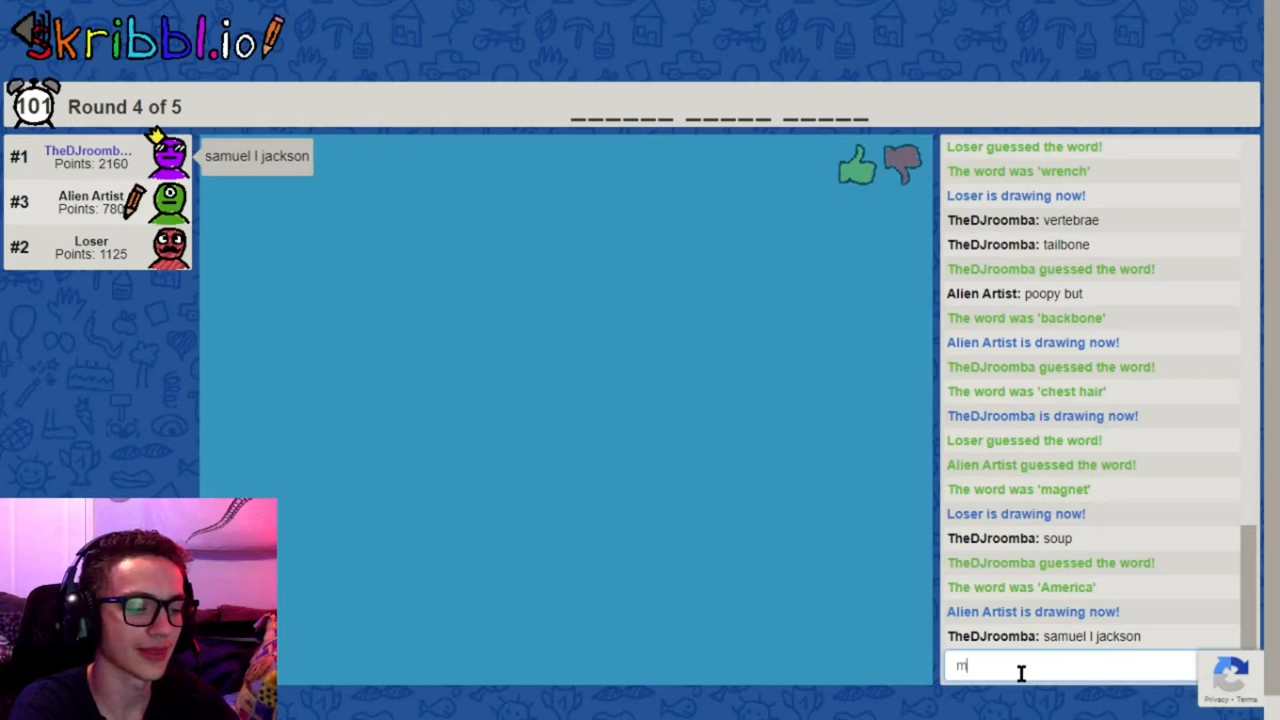 skribbl.io
101 Round 4 of 5
______ _____ _____
#1 TheDJroomb... Points: 2160
#3 Alien Artist Points: 780
#2 Loser Points: 1125
samuel l jackson
Loser guessed the word!
The word was 'wrench'
Loser is drawing now!
TheDJroomba: vertebrae
TheDJroomba: tailbone
TheDJroomba guessed the word!
Alien Artist: poopy but
The word was 'backbone'
Alien Artist is drawing now!
TheDJroomba guessed the word!
The word was 'chest hair'
TheDJroomba is drawing now!
Loser guessed the word!
Alien Artist guessed the word!
The word was 'magnet'
Loser is drawing now!
TheDJroomba: soup
TheDJroomba guessed the word!
The word was 'America'
Alien Artist is drawing now!
TheDJroomba: samuel l jackson
m
Privacy - Terms